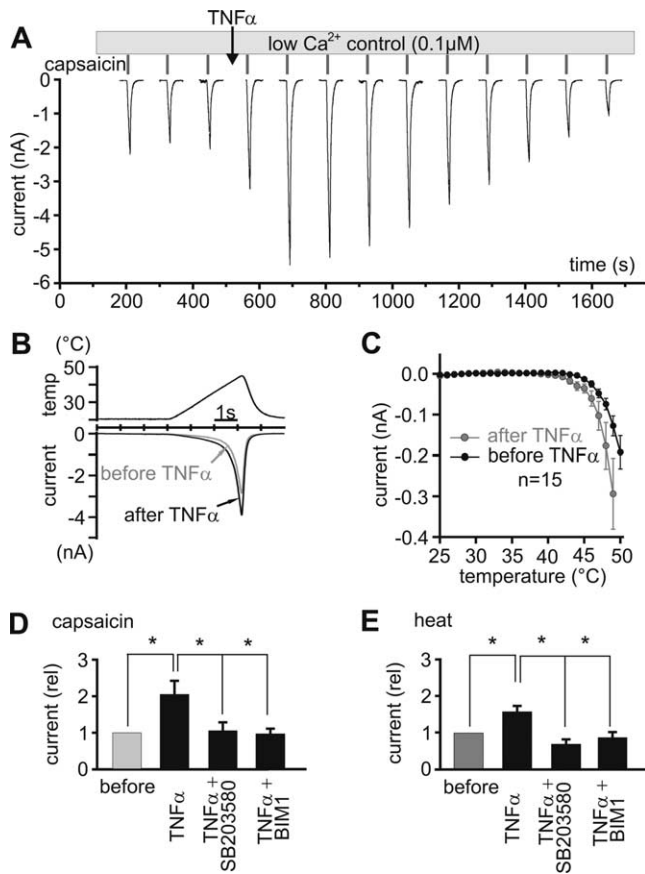 TNFα
A
low Ca²⁺ control (0.1µM)
capsaicin
0
-1
-2
-3
-4
-5
-6
current (nA)
time (s)
0 200 400 600 800 1000 1200 1400 1600
B (°C)
50
30
temp
1s
0
-2
-4
current
(nA)
before TNFα
after TNFα
C
0.0
-0.1
-0.2
-0.3
-0.4
current (nA)
after TNFα
before TNFα
n=15
25 30 35 40 45 50
temperature (°C)
D capsaicin
* * *
3
2
1
0
current (rel)
before
TNFα
TNFα +
SB203580
TNFα +
BIM1
E heat
* * *
3
2
1
0
current (rel)
before
TNFα
TNFα +
SB203580
TNFα +
BIM1